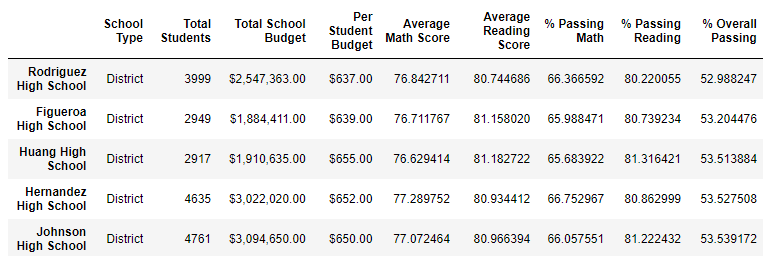 School Type Total Students Total School Budget Per Student Budget Average Math Score Average Reading Score % Passing Math % Passing Reading % Overall Passing
Rodriguez High School District 3999 $2,547,363.00 $637.00 76.842711 80.744686 66.366592 80.220055 52.988247
Figueroa High School District 2949 $1,884,411.00 $639.00 76.711767 81.158020 65.988471 80.739234 53.204476
Huang High School District 2917 $1,910,635.00 $655.00 76.629414 81.182722 65.683922 81.316421 53.513884
Hernandez High School District 4635 $3,022,020.00 $652.00 77.289752 80.934412 66.752967 80.862999 53.527508
Johnson High School District 4761 $3,094,650.00 $650.00 77.072464 80.966394 66.057551 81.222432 53.539172